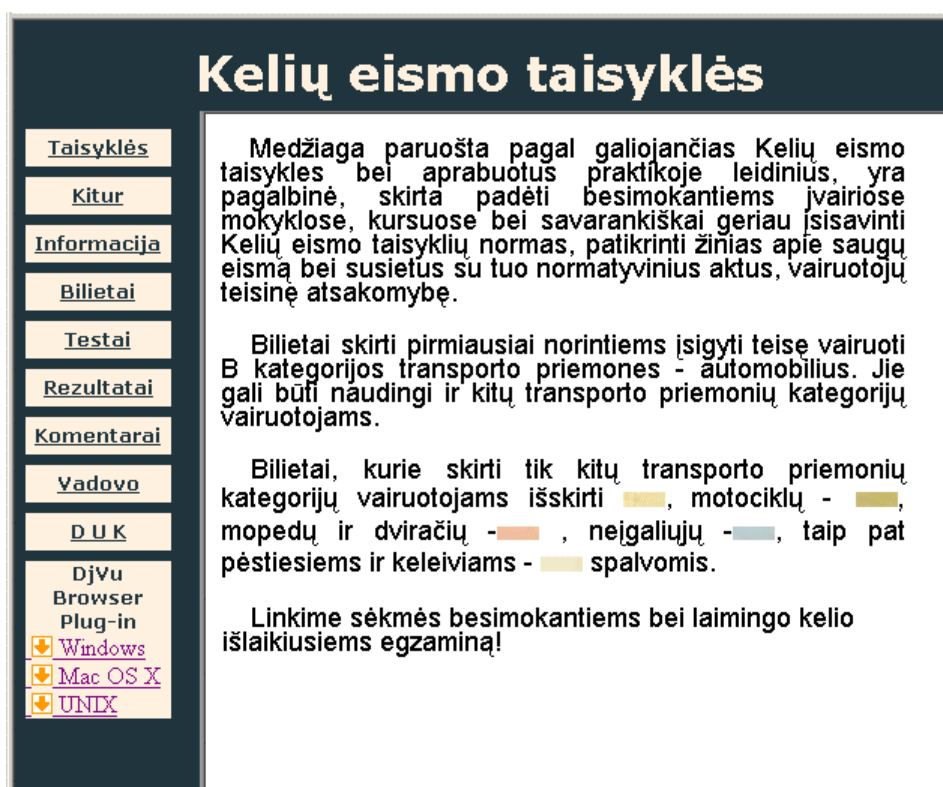 Kelių eismo taisyklės
Taisyklės
Kitur
Informacija
Bilietai
Testai
Rezultatai
Komentarai
Vadovo
D U K
DjVu
Browser
Plug-in
Windows
Mac OS X
UNIX
Medžiaga paruošta pagal galiojančias Kelių eismo
taisykles bei aprabuotus praktikoje leidinius, yra
pagalbinė, skirta padėti besimokantiems įvairiose
mokyklose, kursuose bei savarankiškai geriau įsisavinti
Kelių eismo taisyklių normas, patikrinti žinias apie saugų
eismą bei susietus su tuo normatyvinius aktus, vairuotojų
teisinę atsakomybę.
Bilietai skirti pirmiausiai norintiems įsigyti teisę vairuoti
B kategorijos transporto priemones - automobilius. Jie
gali būti naudingi ir kitų transporto priemonių kategorijų
vairuotojams.
Bilietai, kurie skirti tik kitų transporto priemonių
kategorijų vairuotojams išskirti , motociklų - ,
mopedų ir dviračių - , neįgaliųjų - , taip pat
pėstiesiems ir keleiviams - spalvomis.
Linkime sėkmės besimokantiems bei laimingo kelio
išlaikiusiems egzaminą!